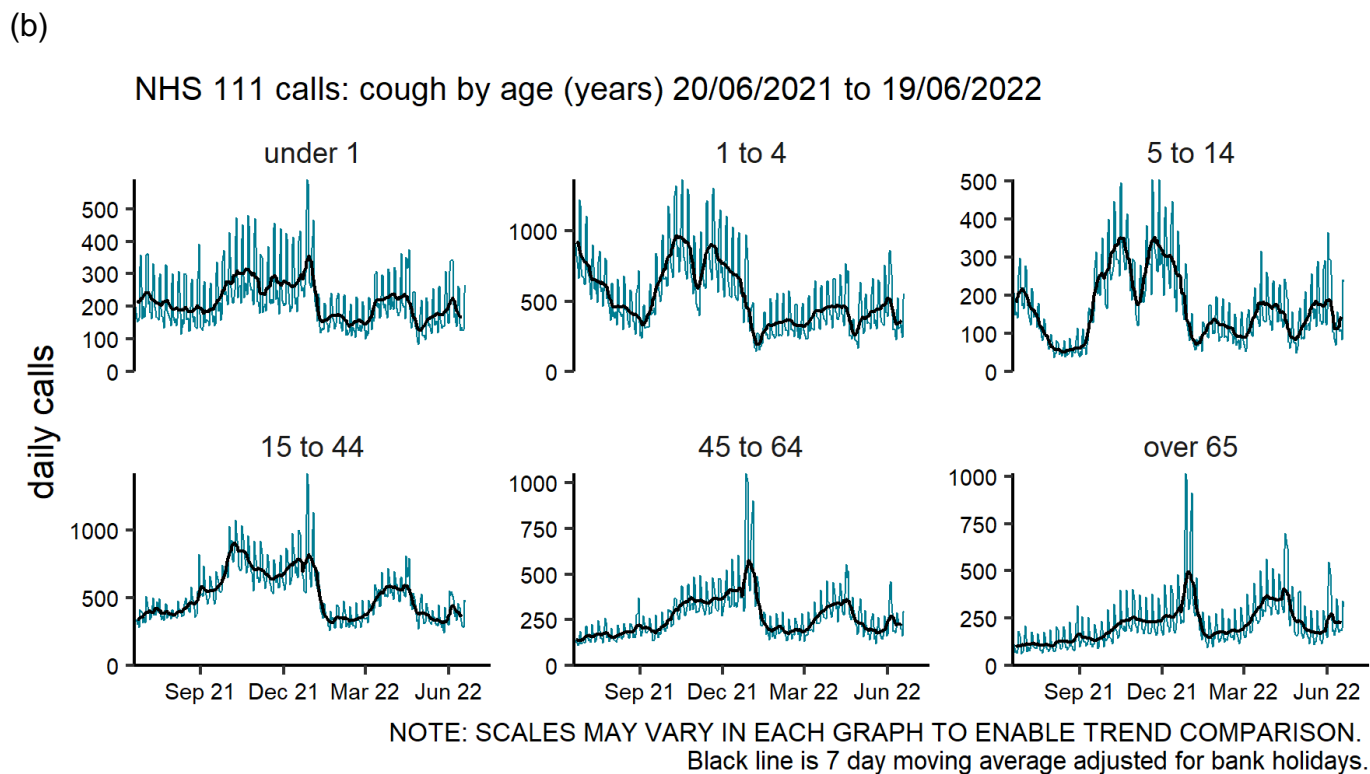 (b)
NHS 111 calls: cough by age (years) 20/06/2021 to 19/06/2022
daily calls
under 1
500
400
300
200
100
0
1 to 4
1000
500
0
5 to 14
500
400
300
200
100
0
15 to 44
1000
500
0
Sep 21 Dec 21 Mar 22 Jun 22
45 to 64
1000
750
500
250
0
Sep 21 Dec 21 Mar 22 Jun 22
over 65
1000
750
500
250
0
Sep 21 Dec 21 Mar 22 Jun 22
NOTE: SCALES MAY VARY IN EACH GRAPH TO ENABLE TREND COMPARISON.
Black line is 7 day moving average adjusted for bank holidays.